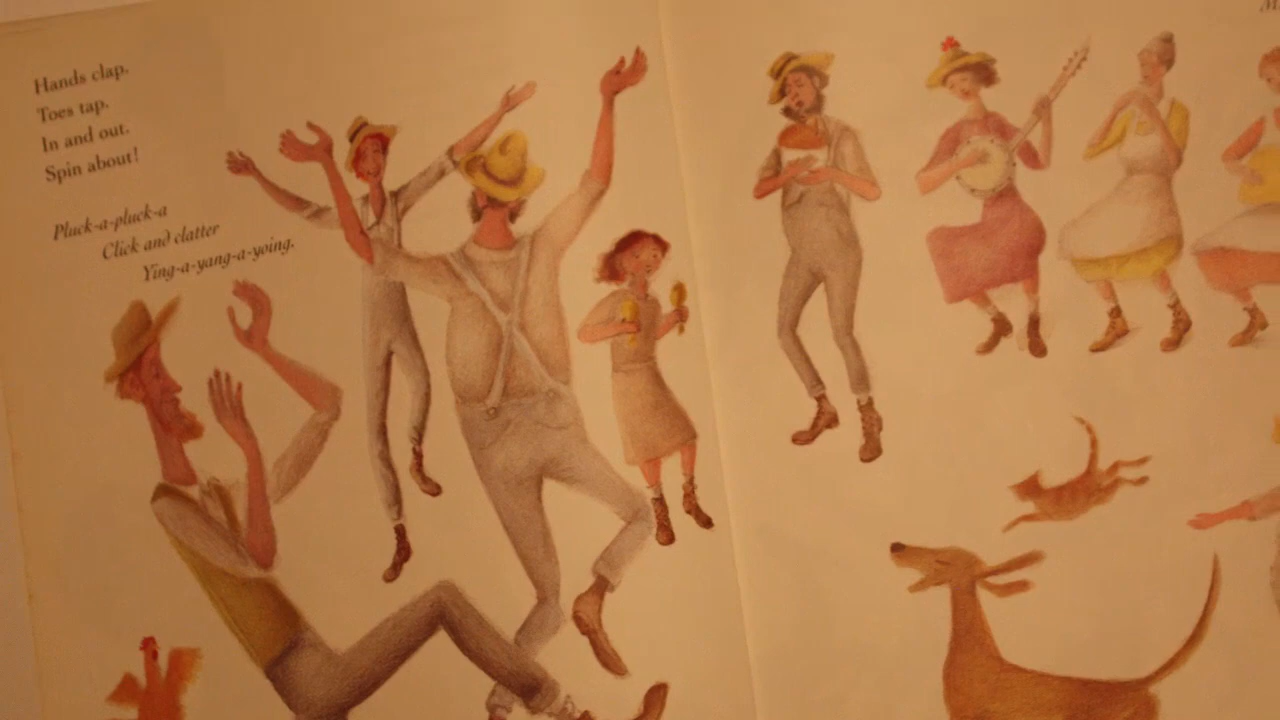 Hands clap.
Toes tap.
In and out.
Spin about!
Pluck-a-pluck-a
Click and clatter
Ying-a-yang-a-yoing.